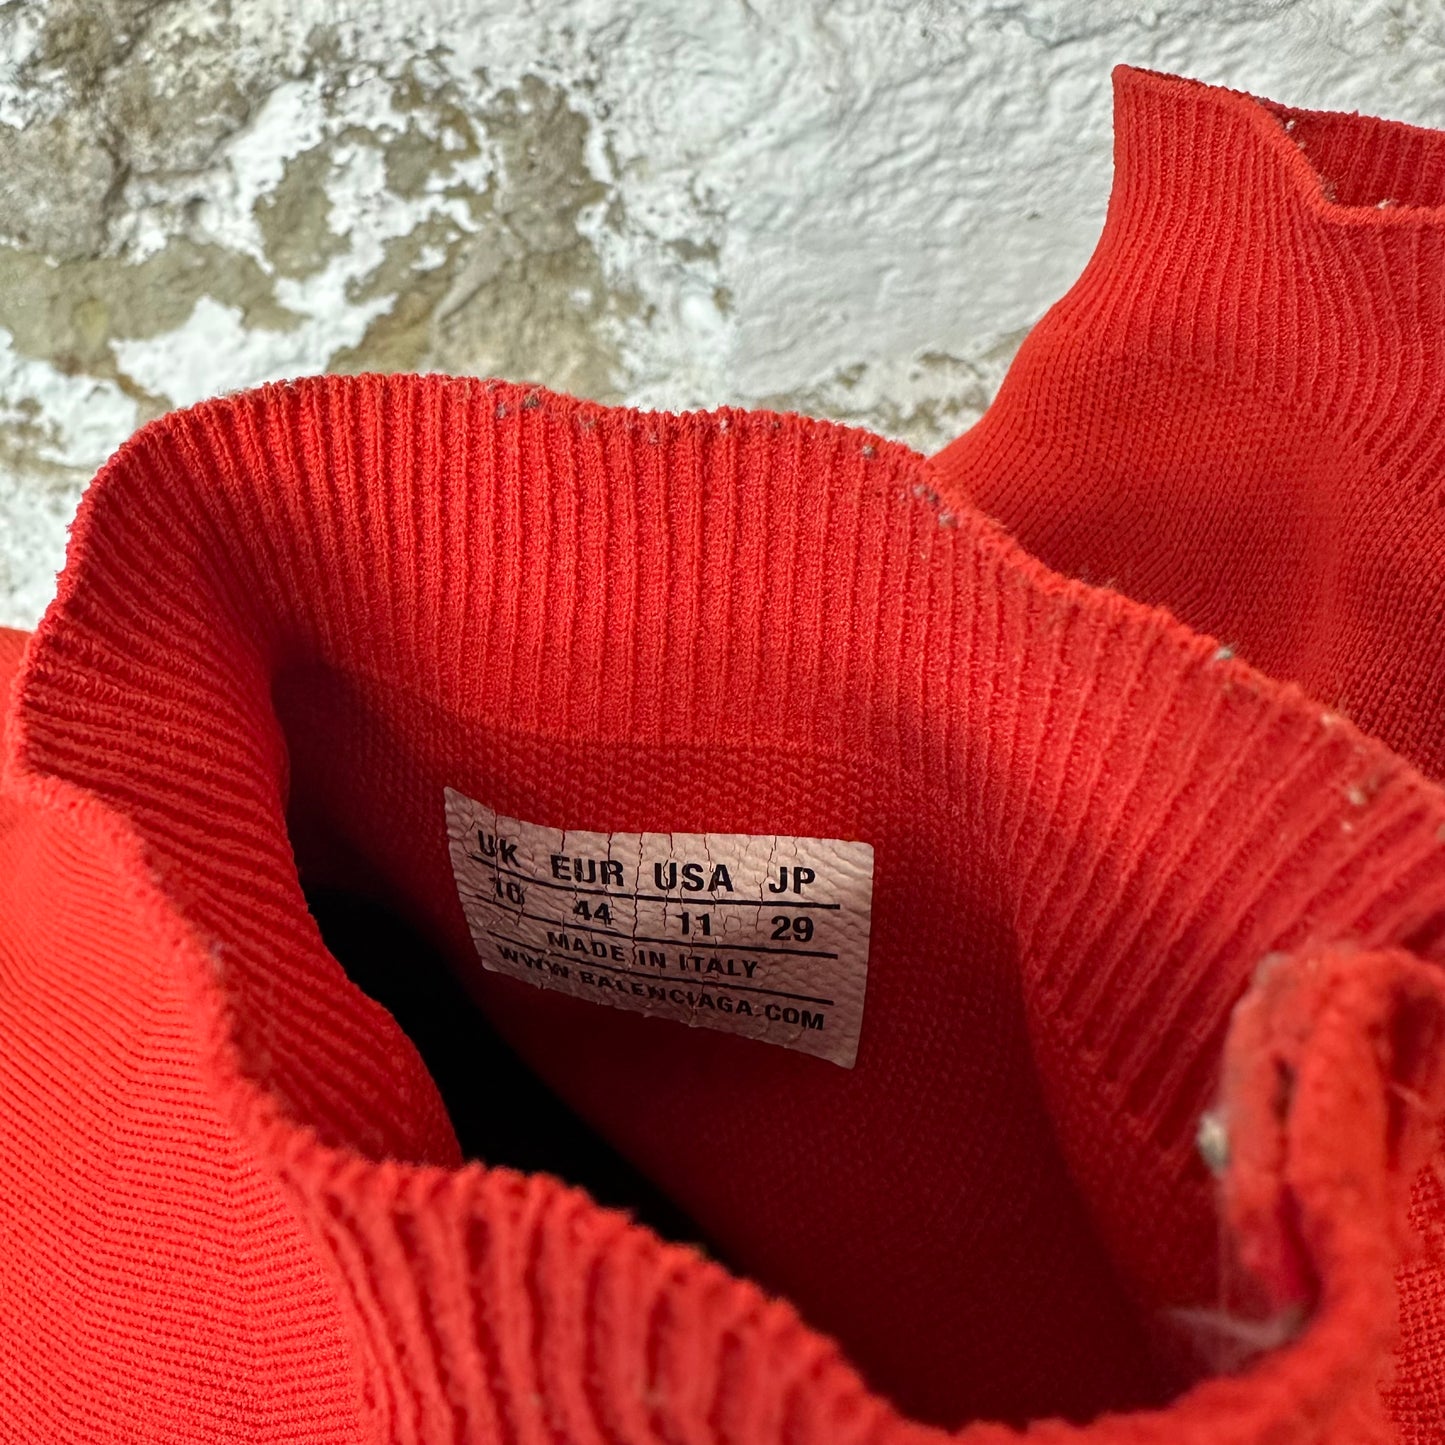 UK EUR USA JP
10 44 11 29
MADE IN ITALY
WWW.BALENCIAGA.COM